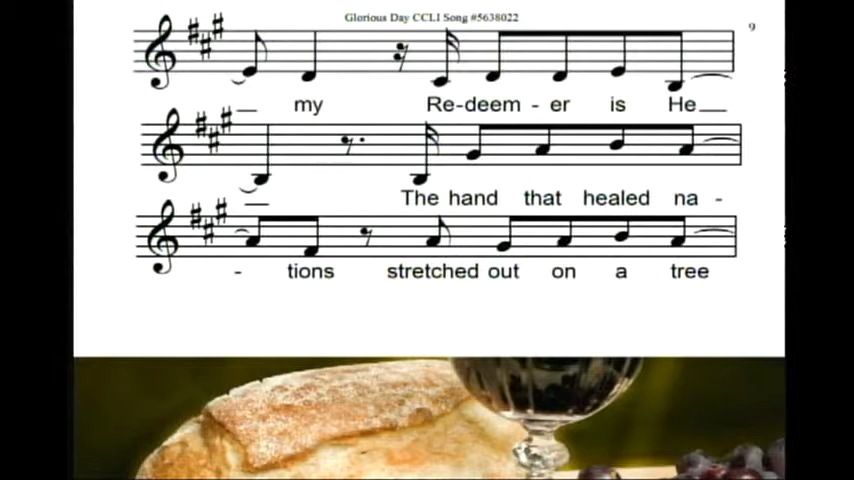 Glorious Day CCLI Song #5638022
9
my Re-deem - er is He
The hand that healed na -
- tions stretched out on a tree